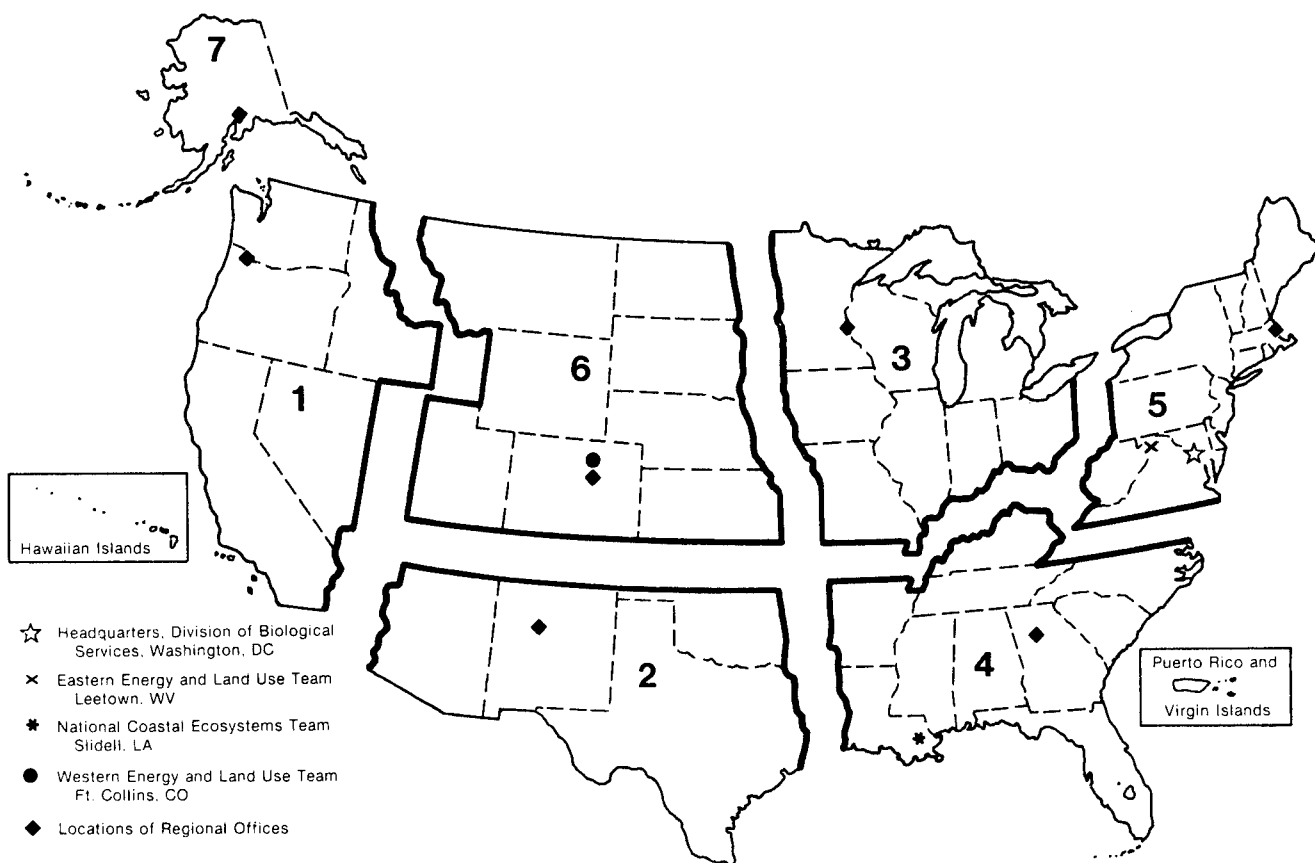 7
1
6
3
5
2
4
Hawaiian Islands
Headquarters, Division of Biological
Services, Washington, DC
Eastern Energy and Land Use Team
Leetown, WV
National Coastal Ecosystems Team
Slidell, LA
Western Energy and Land Use Team
Ft. Collins, CO
Locations of Regional Offices
Puerto Rico and
Virgin Islands